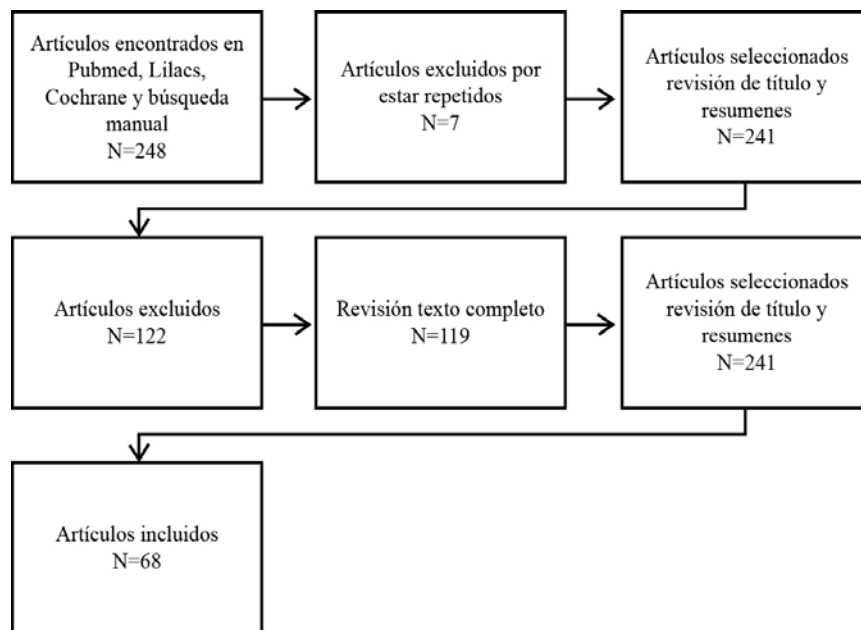 Artículos encontrados en
Pubmed, Lilacs,
Cochrane y búsqueda
manual
N=248
Artículos excluidos por
estar repetidos
N=7
Artículos seleccionados
revisión de título y
resumenes
N=241
Artículos excluidos
N=122
Revisión texto completo
N=119
Artículos seleccionados
revisión de título y
resumenes
N=241
Artículos incluidos
N=68